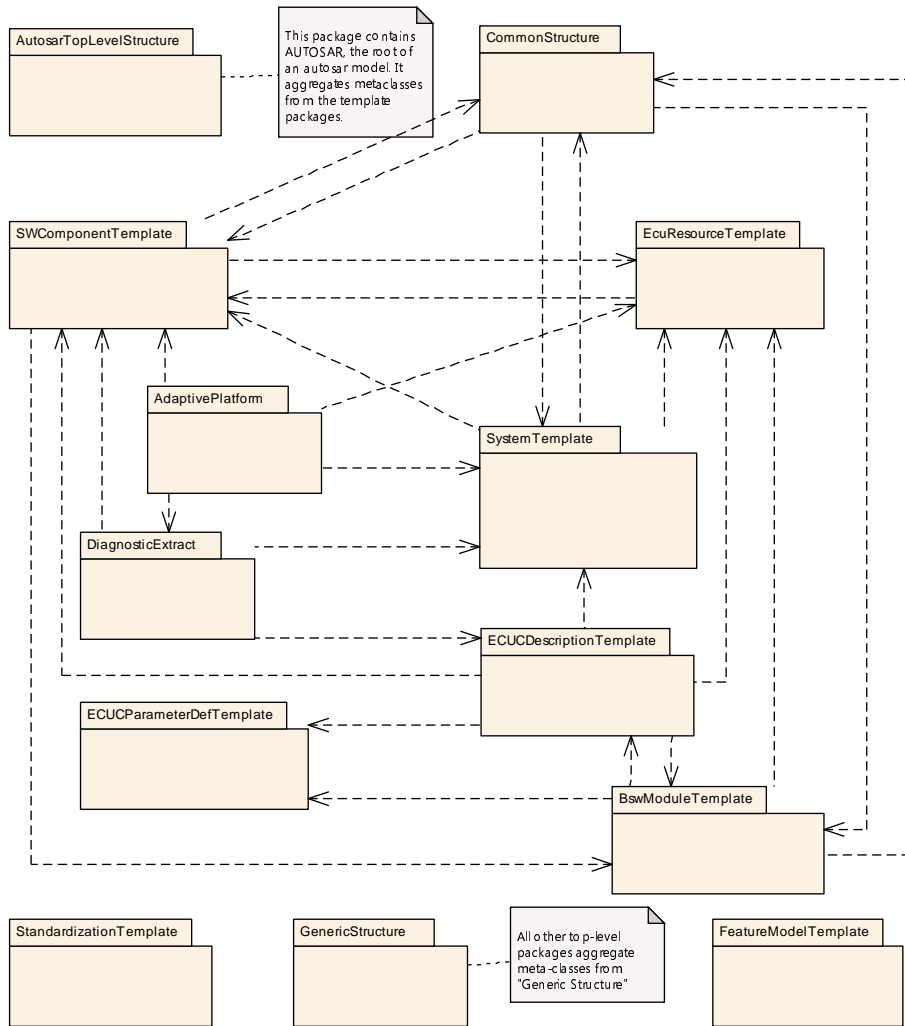 AutosarTopLevelStructure
This package contains
AUTOSAR, the root of
an autosar model. It
aggregates metaclasses
from the template
packages.
CommonStructure
SWComponentTemplate
EcuResourceTemplate
AdaptivePlatform
SystemTemplate
DiagnosticExtract
ECUCDescriptionTemplate
ECUCParameterDefTemplate
BswModuleTemplate
StandardizationTemplate
GenericStructure
All other top-level
packages aggregate
meta-classes from
"Generic Structure"
FeatureModelTemplate